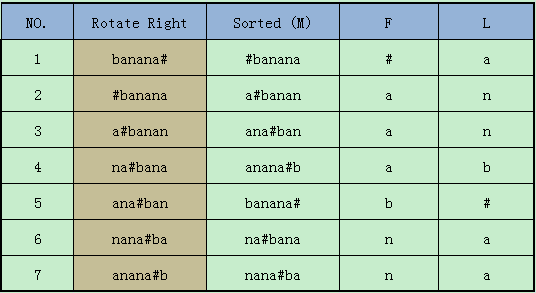 NO. Rotate Right Sorted (M) F L
1 banana# #banana # a
2 #banana a#banan a n
3 a#banan ana#ban a n
4 na#bana anana#b a b
5 ana#ban banana# b #
6 nana#ba na#bana n a
7 anana#b nana#ba n a